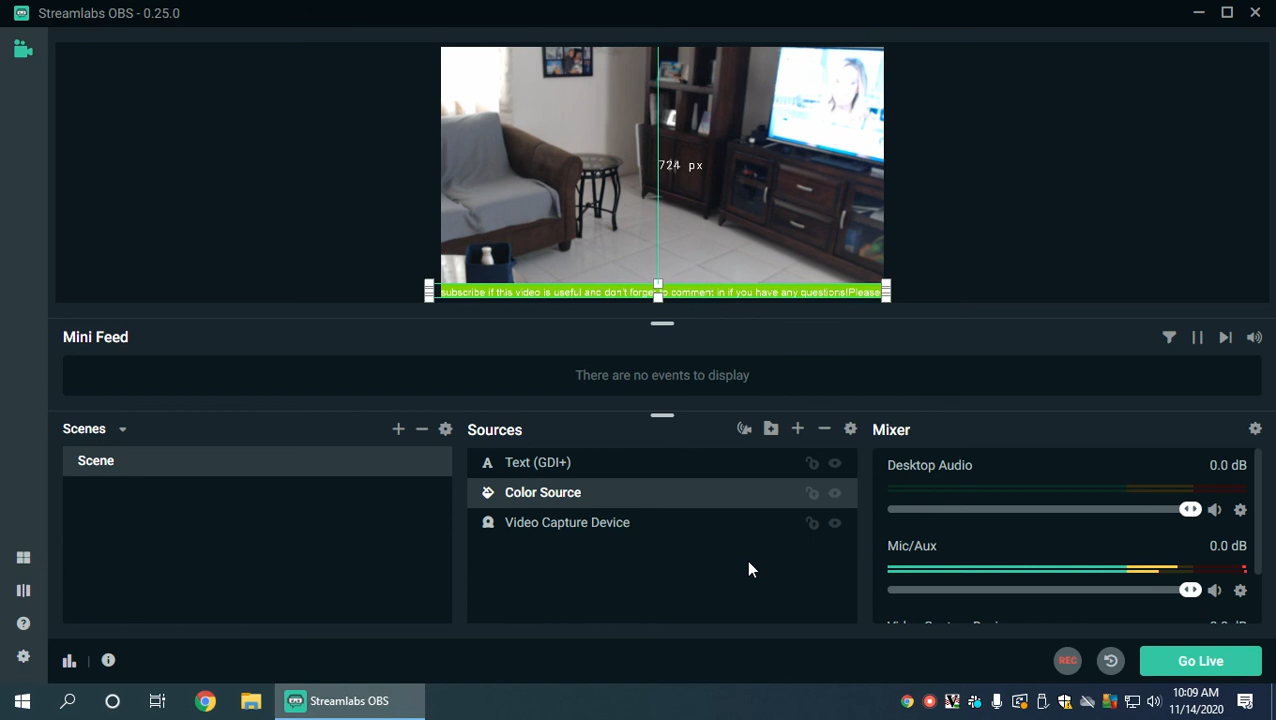 Streamlabs OBS - 0.25.0
724 px
subscribe if this video is useful and don't forget to comment in if you have any questions!Please
Mini Feed
There are no events to display
Scenes
Sources
Mixer
Scene
Text (GDI+)
Color Source
Video Capture Device
Desktop Audio 0.0 dB
Mic/Aux 0.0 dB
REC
Go Live
Streamlabs OBS
10:09 AM
11/14/2020